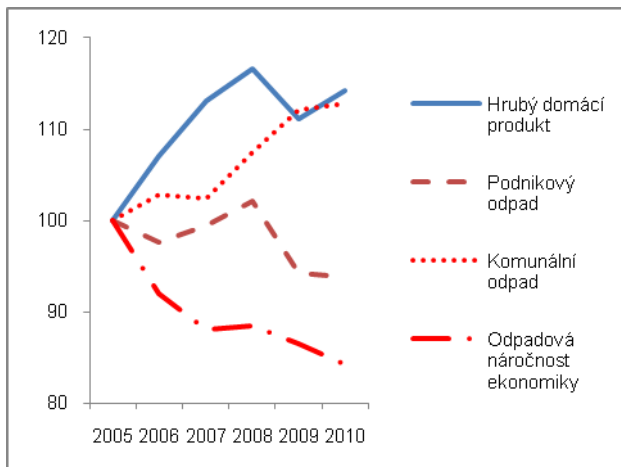 120
110
100
90
80
2005 2006 2007 2008 2009 2010
Hrubý domácí
produkt
Podnikový
odpad
Komunální
odpad
Odpadová
náročnost
ekonomiky